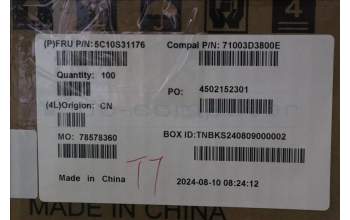 (P)FRU P/N:5C10S31176 Compal P/N: 71003D3800E
Quantity: 100
PO: 4502152301
(4L)Origion: CN
MO: 78578360 BOX ID:TNBKS240809000002
TT
Made in China 2024-08-10 08:24:12
MADE IN CHINA